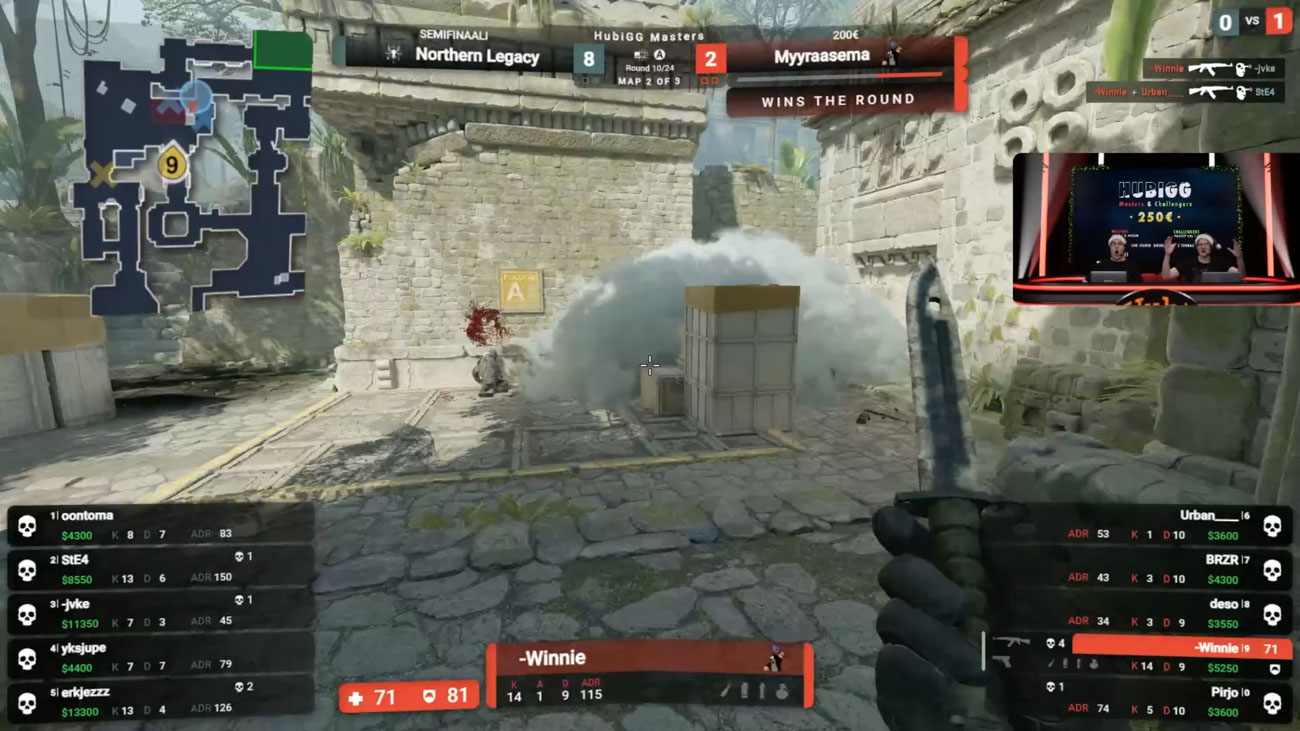 SEMIFINAALI
HubiGG Masters
200€
Northern Legacy
8
2
Myyraasema
Round 10/24
MAP 2 OF 3
WINS THE ROUND
0 VS 1
-Winnie -jvke
Winnie + Urban___ StE4
9
HUBIGG
Masters & Challengers
- 250€ -
A
1| oontoma
$4300 K 8 D 7 ADR 83
2| StE4 1
$8550 K 13 D 6 ADR 150
3| -jvke 1
$11350 K 7 D 3 ADR 45
4| yksjupe
$4400 K 7 D 7 ADR 79
5| erkjezzz 2
$13300 K 13 D 4 ADR 126
71 81
-Winnie
K A D ADR
14 1 9 115
Urban___ |6
ADR 53 K 1 D 10 $3600
BRZR |7
ADR 43 K 3 D 10 $4300
deso |8
ADR 34 K 3 D 9 $3550
4 -Winnie |9 71
K 14 D 9 $5250
1 Pirjo |0
ADR 74 K 5 D 10 $3600